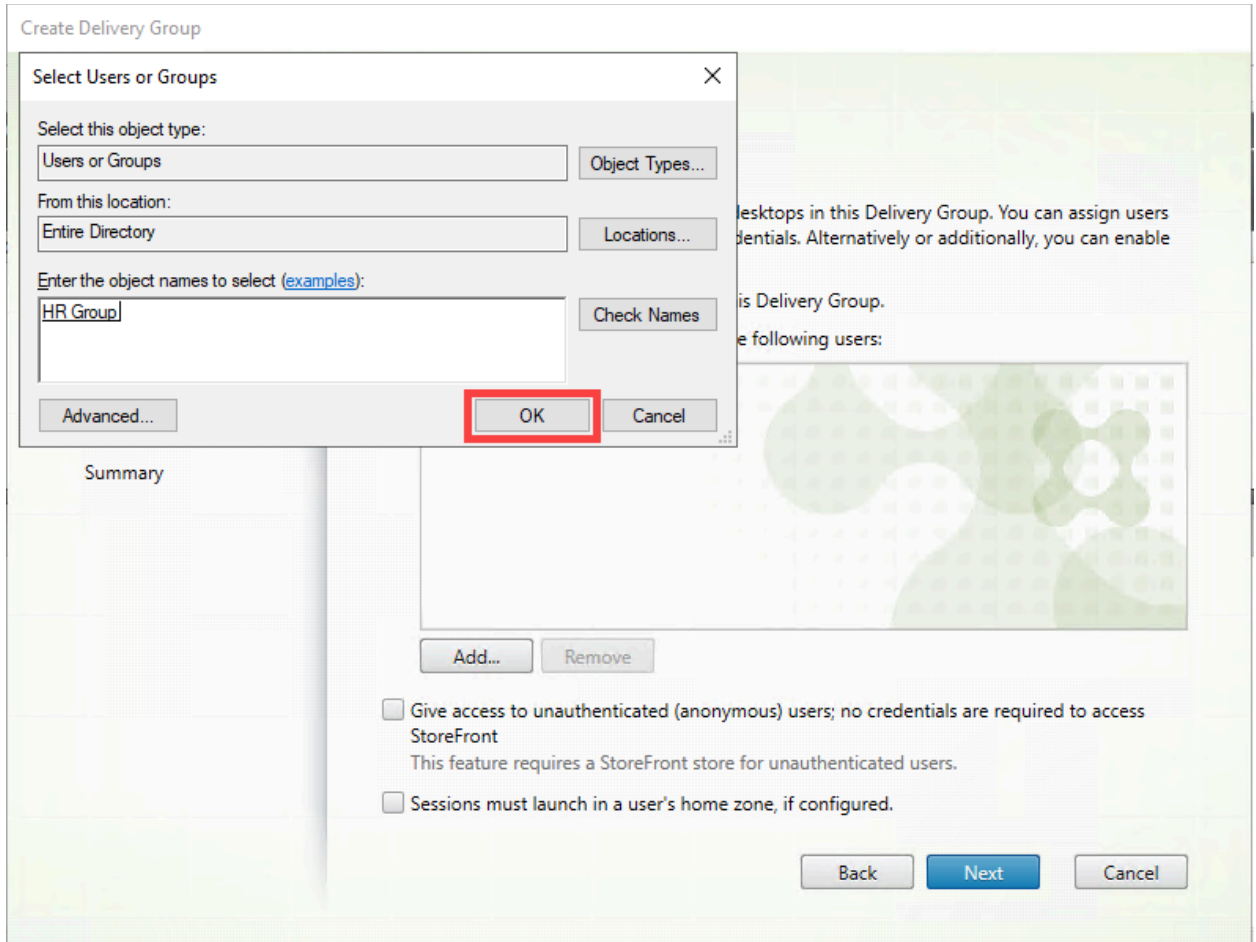 Create Delivery Group
Select Users or Groups
Select this object type:
Users or Groups
Object Types...
From this location:
Entire Directory
Locations...
Enter the object names to select (examples):
HR Group
Check Names
Advanced...
OK
Cancel
desktops in this Delivery Group. You can assign users
dentials. Alternatively or additionally, you can enable
is Delivery Group.
e following users:
Summary
Add...
Remove
Give access to unauthenticated (anonymous) users; no credentials are required to access
StoreFront
This feature requires a StoreFront store for unauthenticated users.
Sessions must launch in a user's home zone, if configured.
Back
Next
Cancel